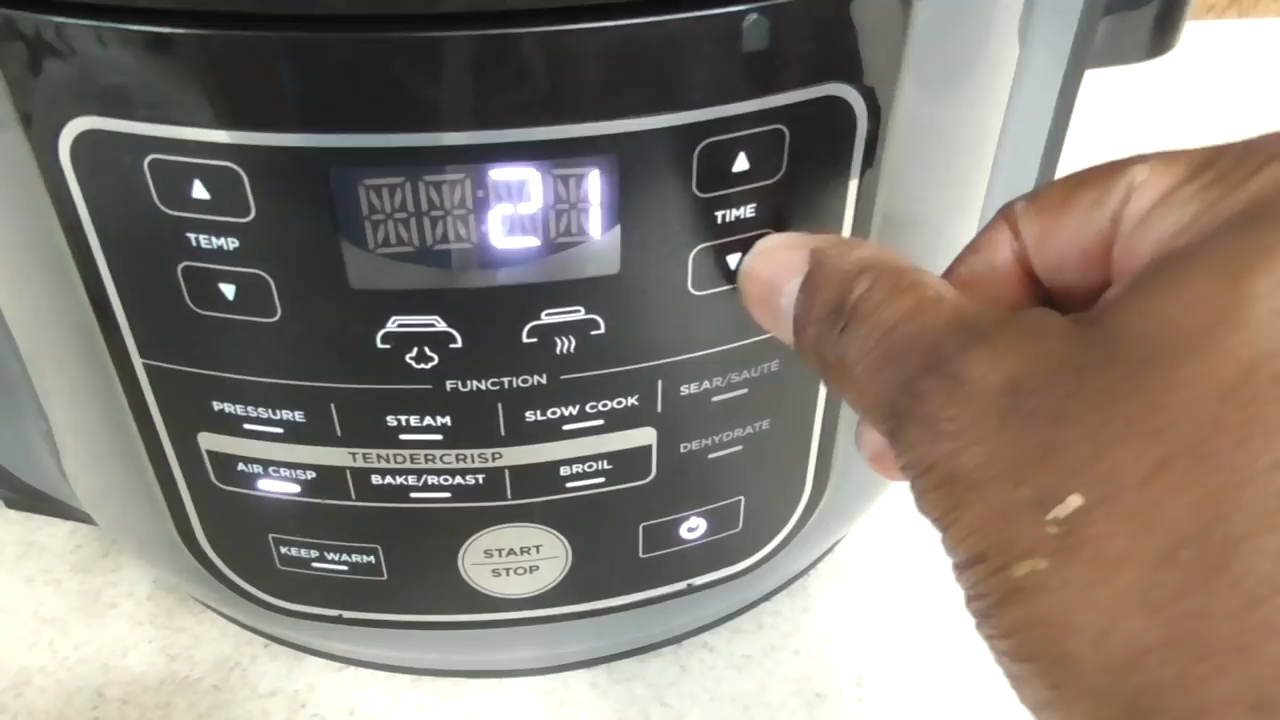 21
TEMP
TIME
FUNCTION
PRESSURE
STEAM
SLOW COOK
SEAR/SAUTÉ
TENDERCRISP
AIR CRISP
BAKE/ROAST
BROIL
DEHYDRATE
KEEP WARM
START
STOP